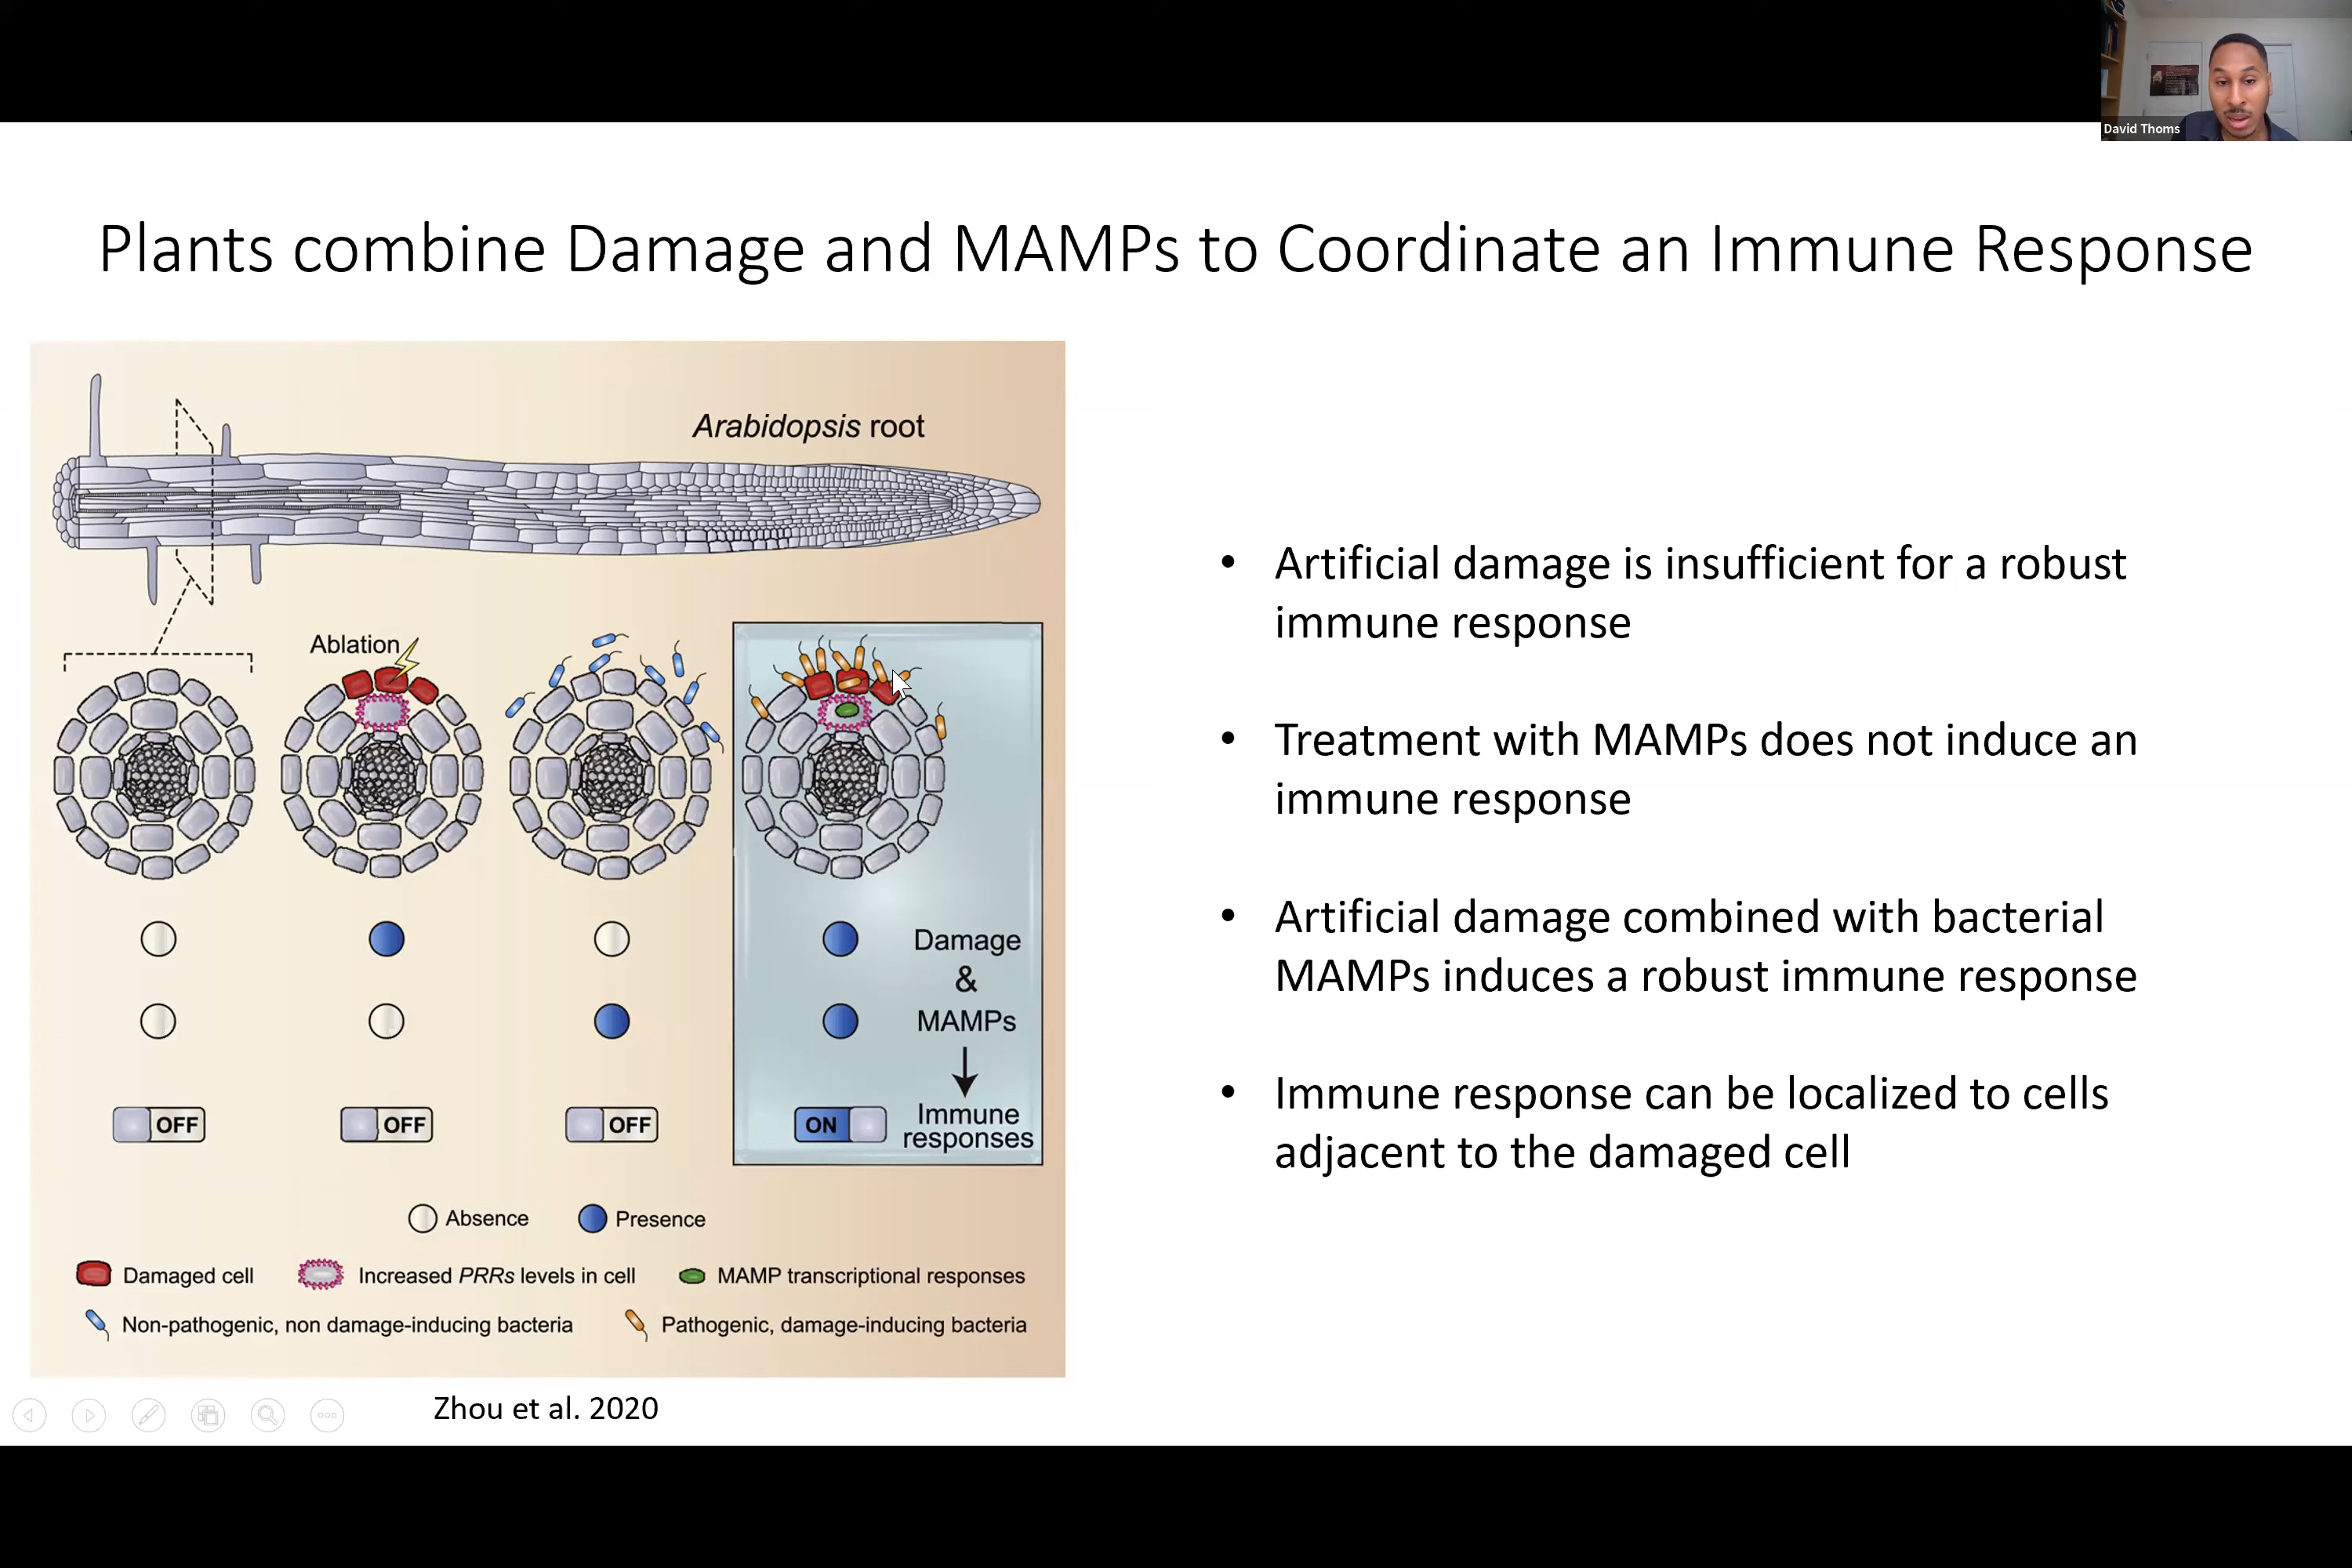 David Thoms
Plants combine Damage and MAMPs to Coordinate an Immune Response
Arabidopsis root
Ablation
Damage
&
MAMPs
Immune
responses
OFF
OFF
OFF
ON
Absence
Presence
Damaged cell
Increased PRRs levels in cell
MAMP transcriptional responses
Non-pathogenic, non damage-inducing bacteria
Pathogenic, damage-inducing bacteria
Zhou et al. 2020
• Artificial damage is insufficient for a robust
immune response
• Treatment with MAMPs does not induce an
immune response
• Artificial damage combined with bacterial
MAMPs induces a robust immune response
• Immune response can be localized to cells
adjacent to the damaged cell